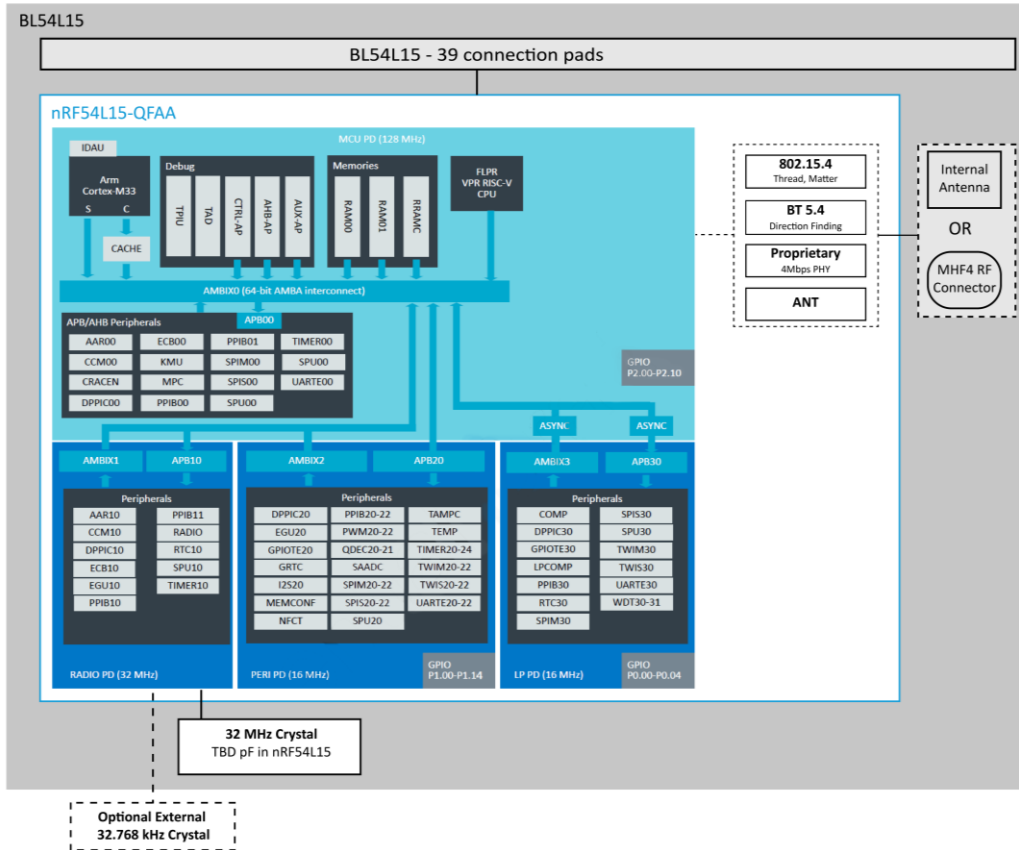 BL54L15
BL54L15 - 39 connection pads
nRF54L15-QFAA
MCU PD (128 MHz)
IDAU
Arm
Cortex-M33
S C
CACHE
Debug
TPIU
TAD
CTRL-AP
AHB-AP
AUX-AP
Memories
RAM00
RAM01
RRAMC
FLPR
VPR RISC-V
CPU
AMBIX0 (64-bit AMBA interconnect)
APB/AHB Peripherals
APB00
AAR00 ECB00 PPIB01 TIMER00
CCM00 KMU SPIM00 SPU00
CRACEN MPC SPIS00 UARTE00
DPPIC00 PPIB00 SPU00
GPIO
P2.00-P2.10
ASYNC
ASYNC
AMBIX1
APB10
Peripherals
AAR10 PPIB11
CCM10 RADIO
DPPIC10 RTC10
ECB10 SPU10
EGU10 TIMER10
PPIB10
RADIO PD (32 MHz)
AMBIX2
APB20
Peripherals
DPPIC20 PPIB20-22 TAMPC
EGU20 PWM20-22 TEMP
GPIOTE20 QDEC20-21 TIMER20-24
GRTC SAADC TWIM20-22
I2S20 SPIM20-22 TWIS20-22
MEMCONF SPIS20-22 UARTE20-22
NFCT SPU20
PERI PD (16 MHz)
GPIO
P1.00-P1.14
AMBIX3
APB30
Peripherals
COMP SPIS30
DPPIC30 SPU30
GPIOTE30 TWIM30
LPCOMP TWIS30
PPIB30 UARTE30
RTC30 WDT30-31
SPIM30
LP PD (16 MHz)
GPIO
P0.00-P0.04
802.15.4
Thread, Matter
BT 5.4
Direction Finding
Proprietary
4Mbps PHY
ANT
Internal
Antenna
OR
MHF4 RF
Connector
32 MHz Crystal
TBD pF in nRF54L15
Optional External
32.768 kHz Crystal